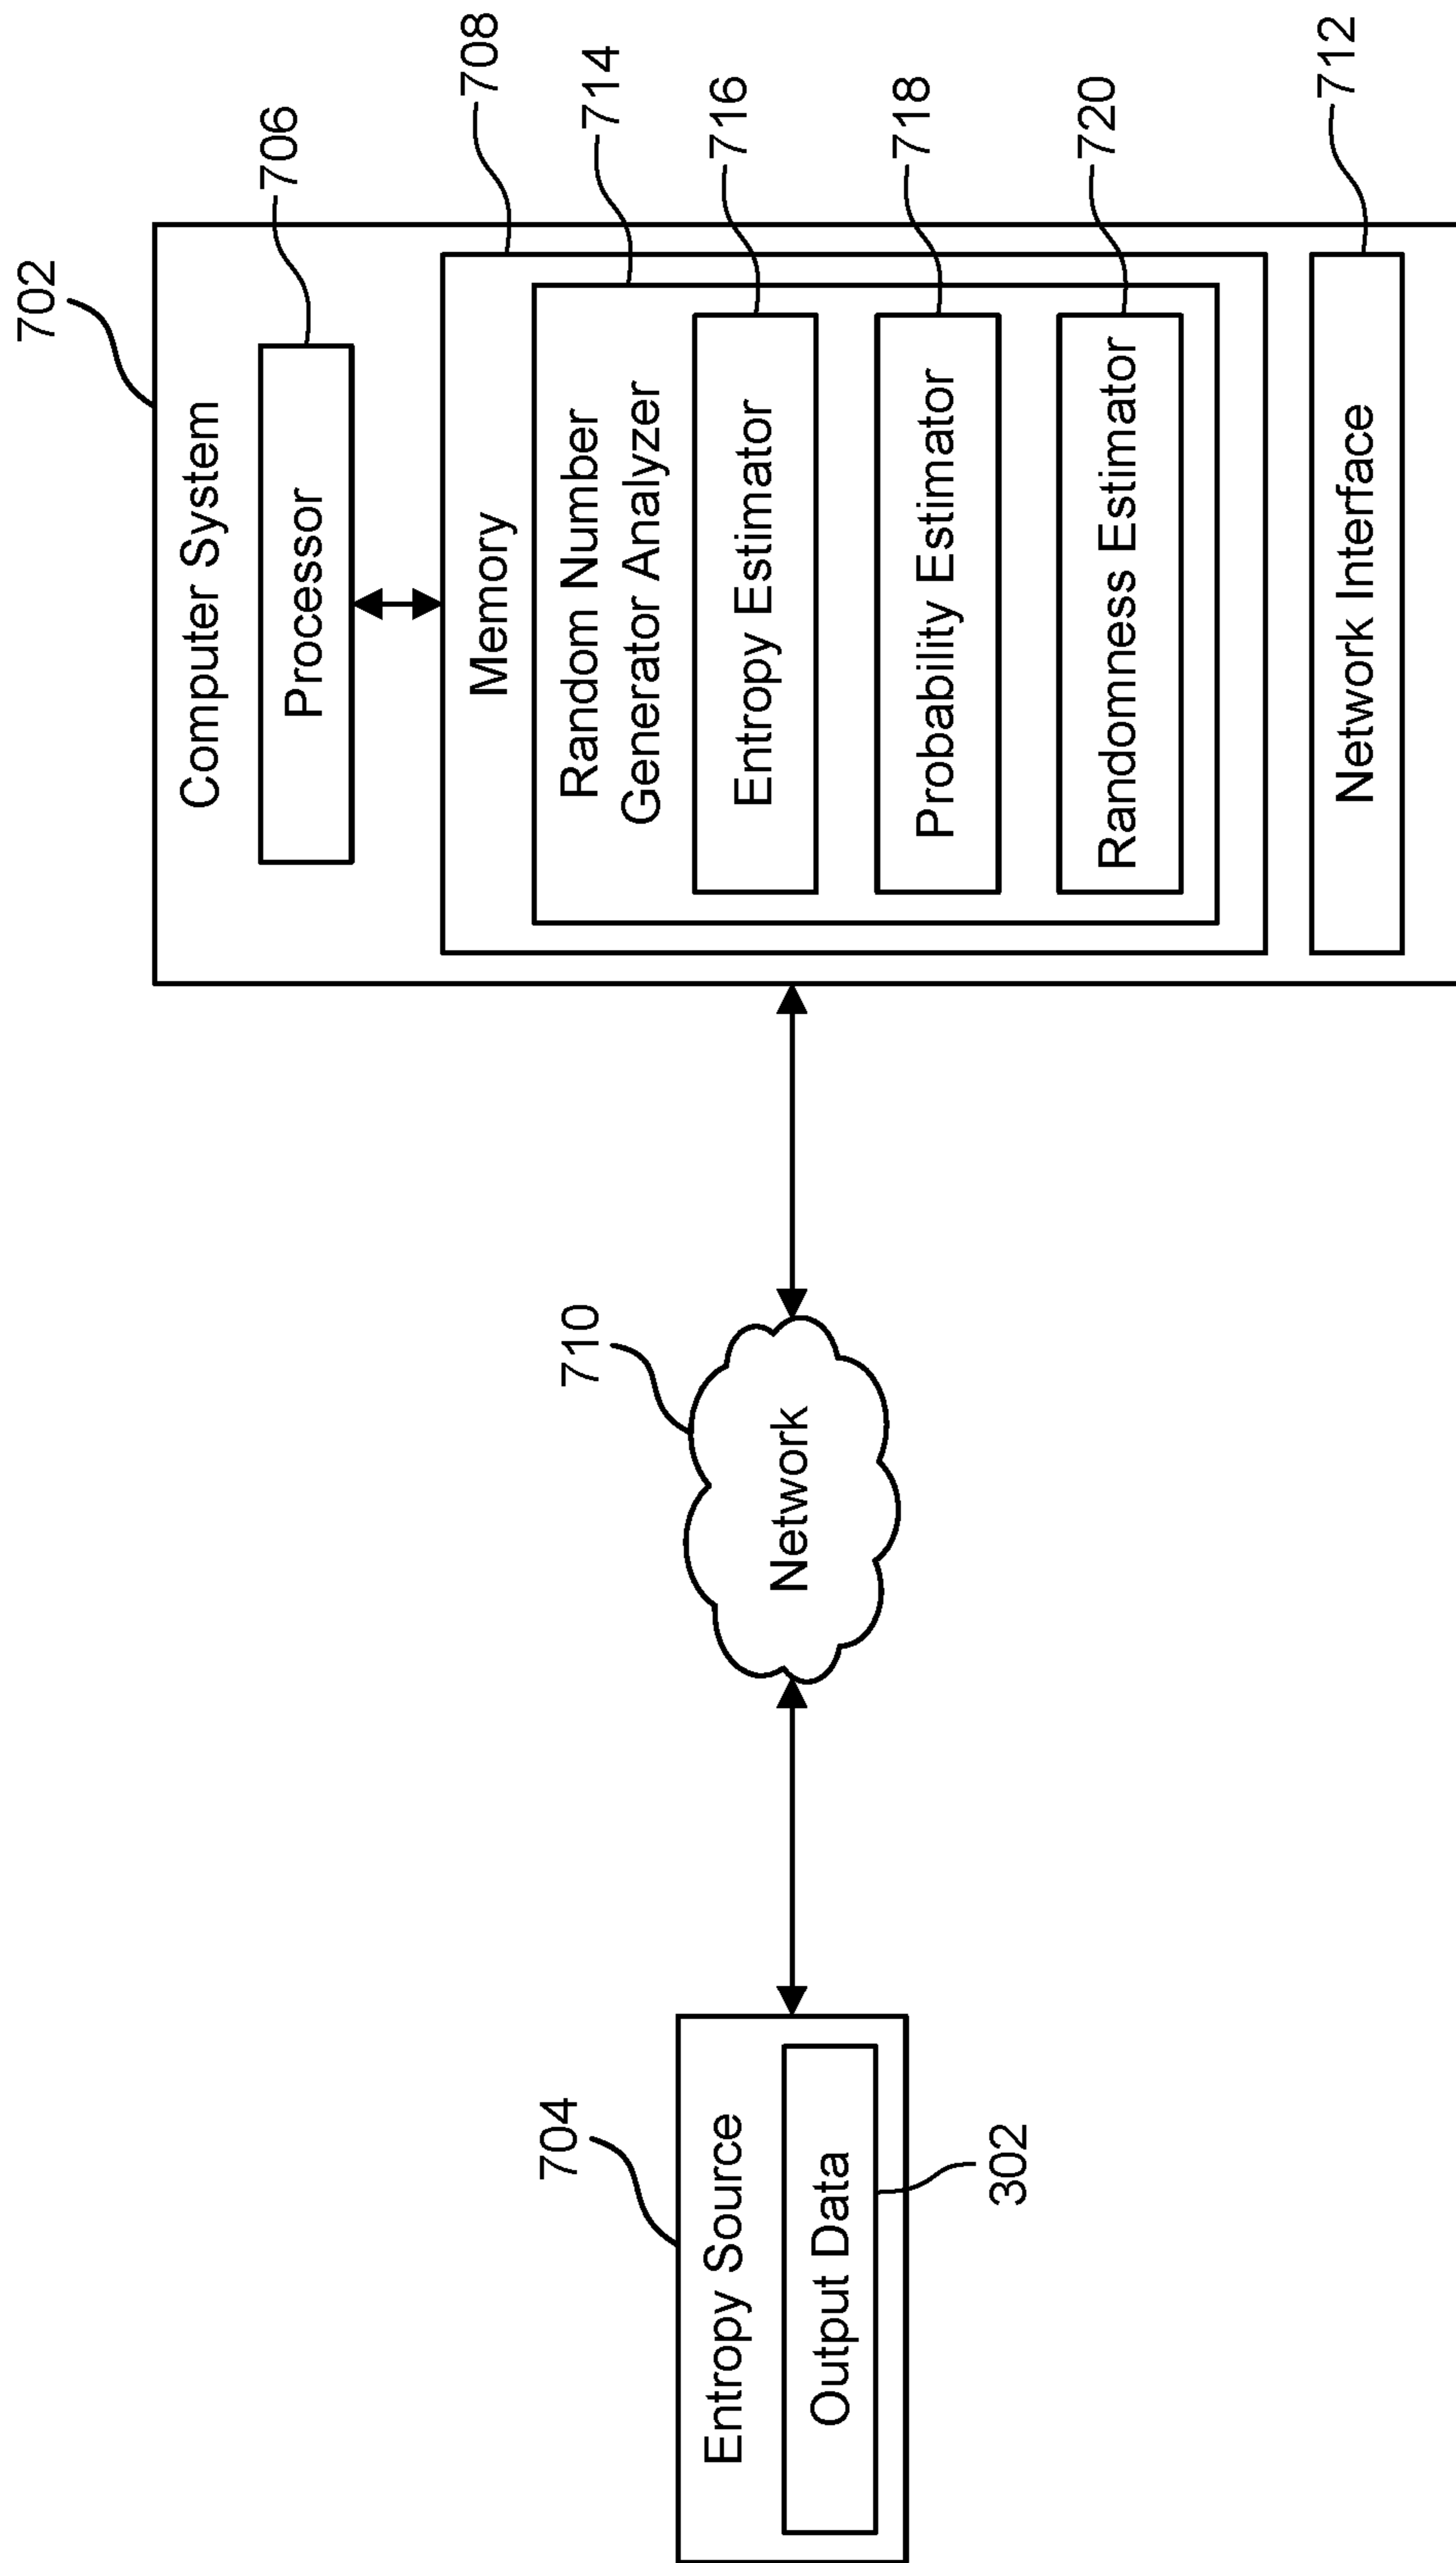 704
Entropy Source
Output Data
302
710
Network
702
Computer System
Processor
706
Memory
708
Random Number
Generator Analyzer
714
Entropy Estimator
716
Probability Estimator
718
Randomness Estimator
720
Network Interface
712